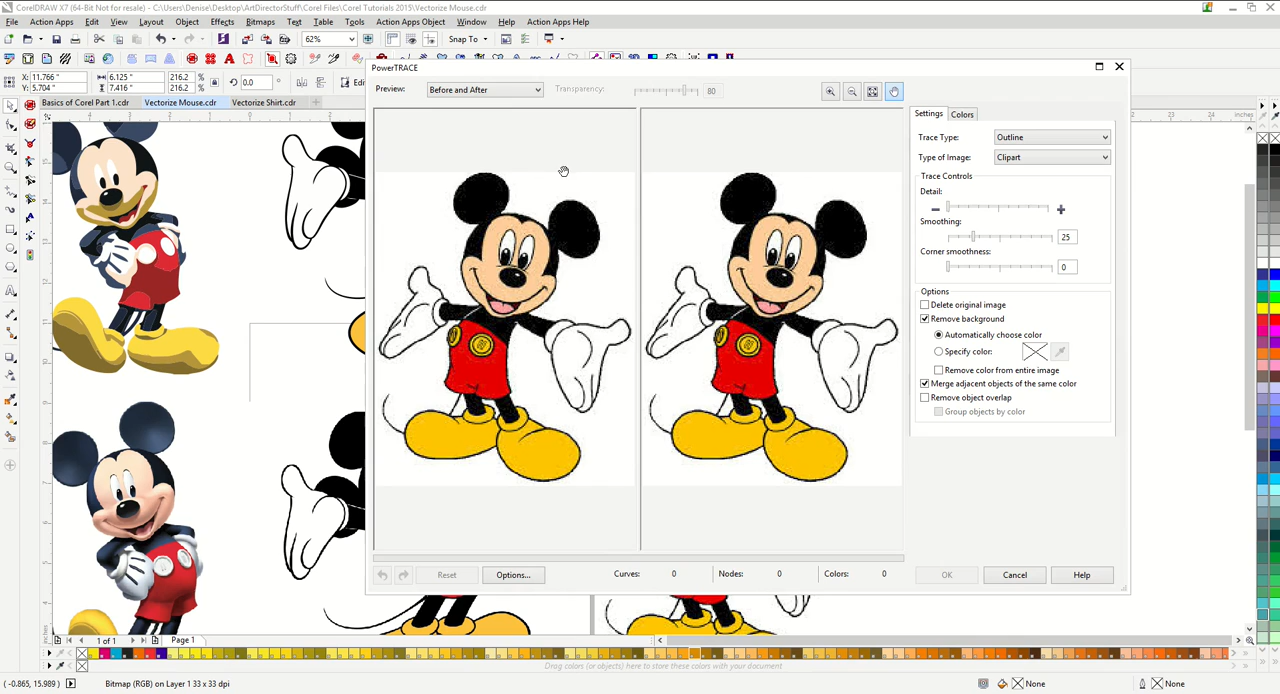 CorelDRAW X7 (64-Bit Not for resale) - C:\Users\Denise\Desktop\ArtDirectorStuff\Corel Files\Corel Tutorials 2015\Vectorize Mouse.cdr
File Action Apps Edit View Layout Object Effects Bitmaps Text Table Tools Action Apps Object Window Help Action Apps Help
62% Snap To
PowerTRACE
X: 11.766 " 6.125 " 216.2 % 0.0 ° Edi
Y: 5.704 " 7.416 " 216.2 %
Preview: Before and After Transparency: 80
Basics of Corel Part 1.cdr Vectorize Mouse.cdr Vectorize Shirt.cdr
inches
Settings Colors
Trace Type: Outline
Type of Image: Clipart
Trace Controls
Detail:
Smoothing:
25
Corner smoothness:
0
Options
Delete original image
Remove background
Automatically choose color
Specify color:
Remove color from entire image
Merge adjacent objects of the same color
Remove object overlap
Group objects by color
Reset Options... Curves: 0 Nodes: 0 Colors: 0 OK Cancel Help
1 of 1 Page 1
Drag colors (or objects) here to store these colors with your document
( -0.865, 15.989 ) Bitmap (RGB) on Layer 1 33 x 33 dpi None None